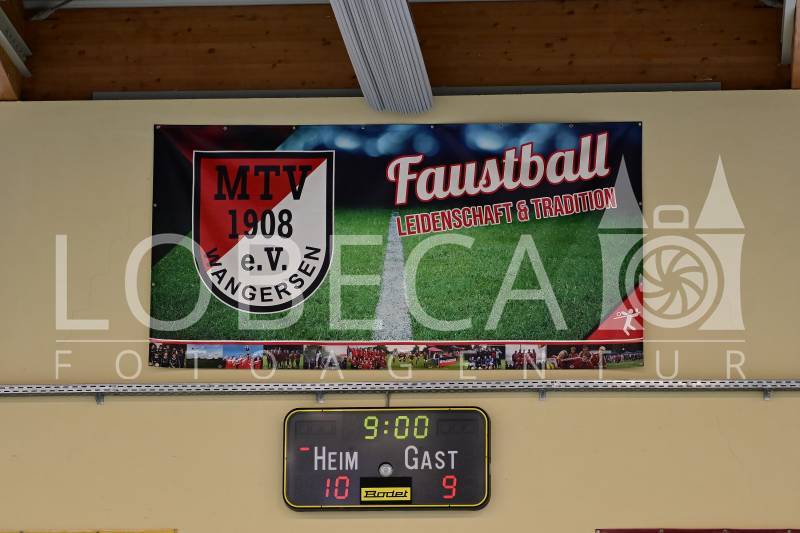 MTV
1908
e.V.
WANGERSEN
Faustball
LEIDENSCHAFT & TRADITION
LOBECA
FOTOAGENTUR
9:00
HEIM GAST
10 Bodet 9